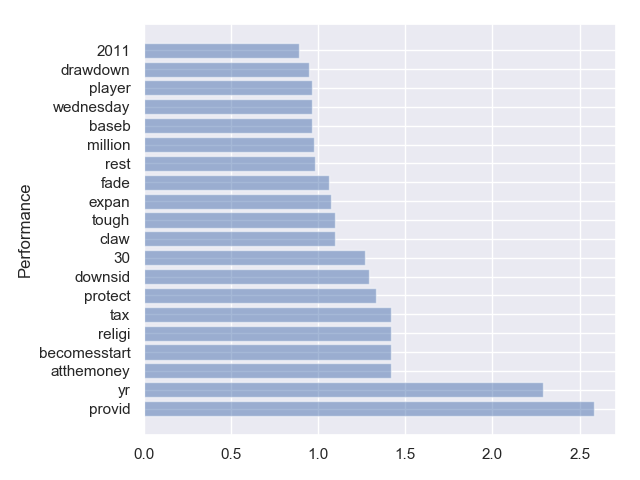 2011
drawdown
player
wednesday
baseb
million
rest
fade
expan
tough
claw
30
downsid
protect
tax
religi
becomesstart
atthemoney
yr
provid
Performance
0.0 0.5 1.0 1.5 2.0 2.5